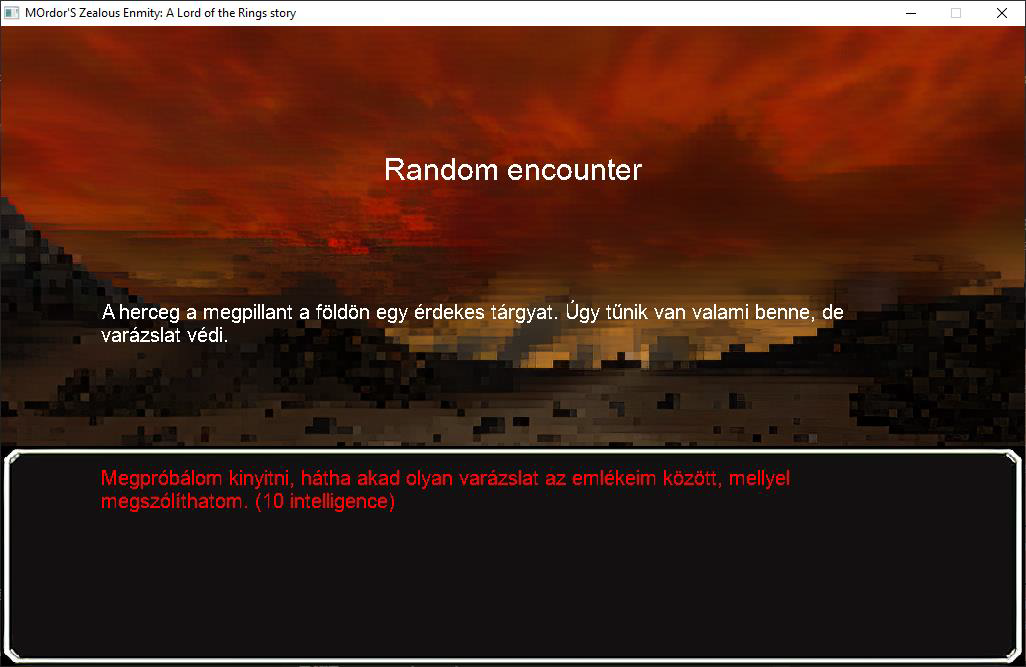 MOrdor'S Zealous Enmity: A Lord of the Rings story
Random encounter
A herceg a megpillant a földön egy érdekes tárgyat. Úgy tűnik van valami benne, de
varázslat védi.
Megpróbálom kinyitni, hátha akad olyan varázslat az emlékeim között, mellyel
megszólíthatom. (10 intelligence)